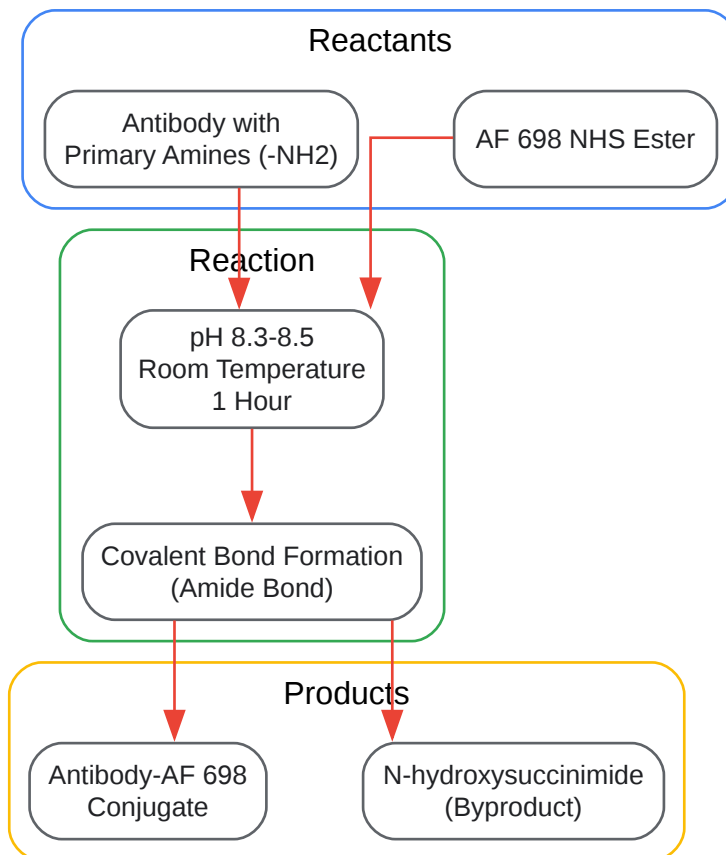 Reactants
Antibody with
Primary Amines (-NH2)
AF 698 NHS Ester
Reaction
pH 8.3-8.5
Room Temperature
1 Hour
Covalent Bond Formation
(Amide Bond)
Products
Antibody-AF 698
Conjugate
N-hydroxysuccinimide
(Byproduct)